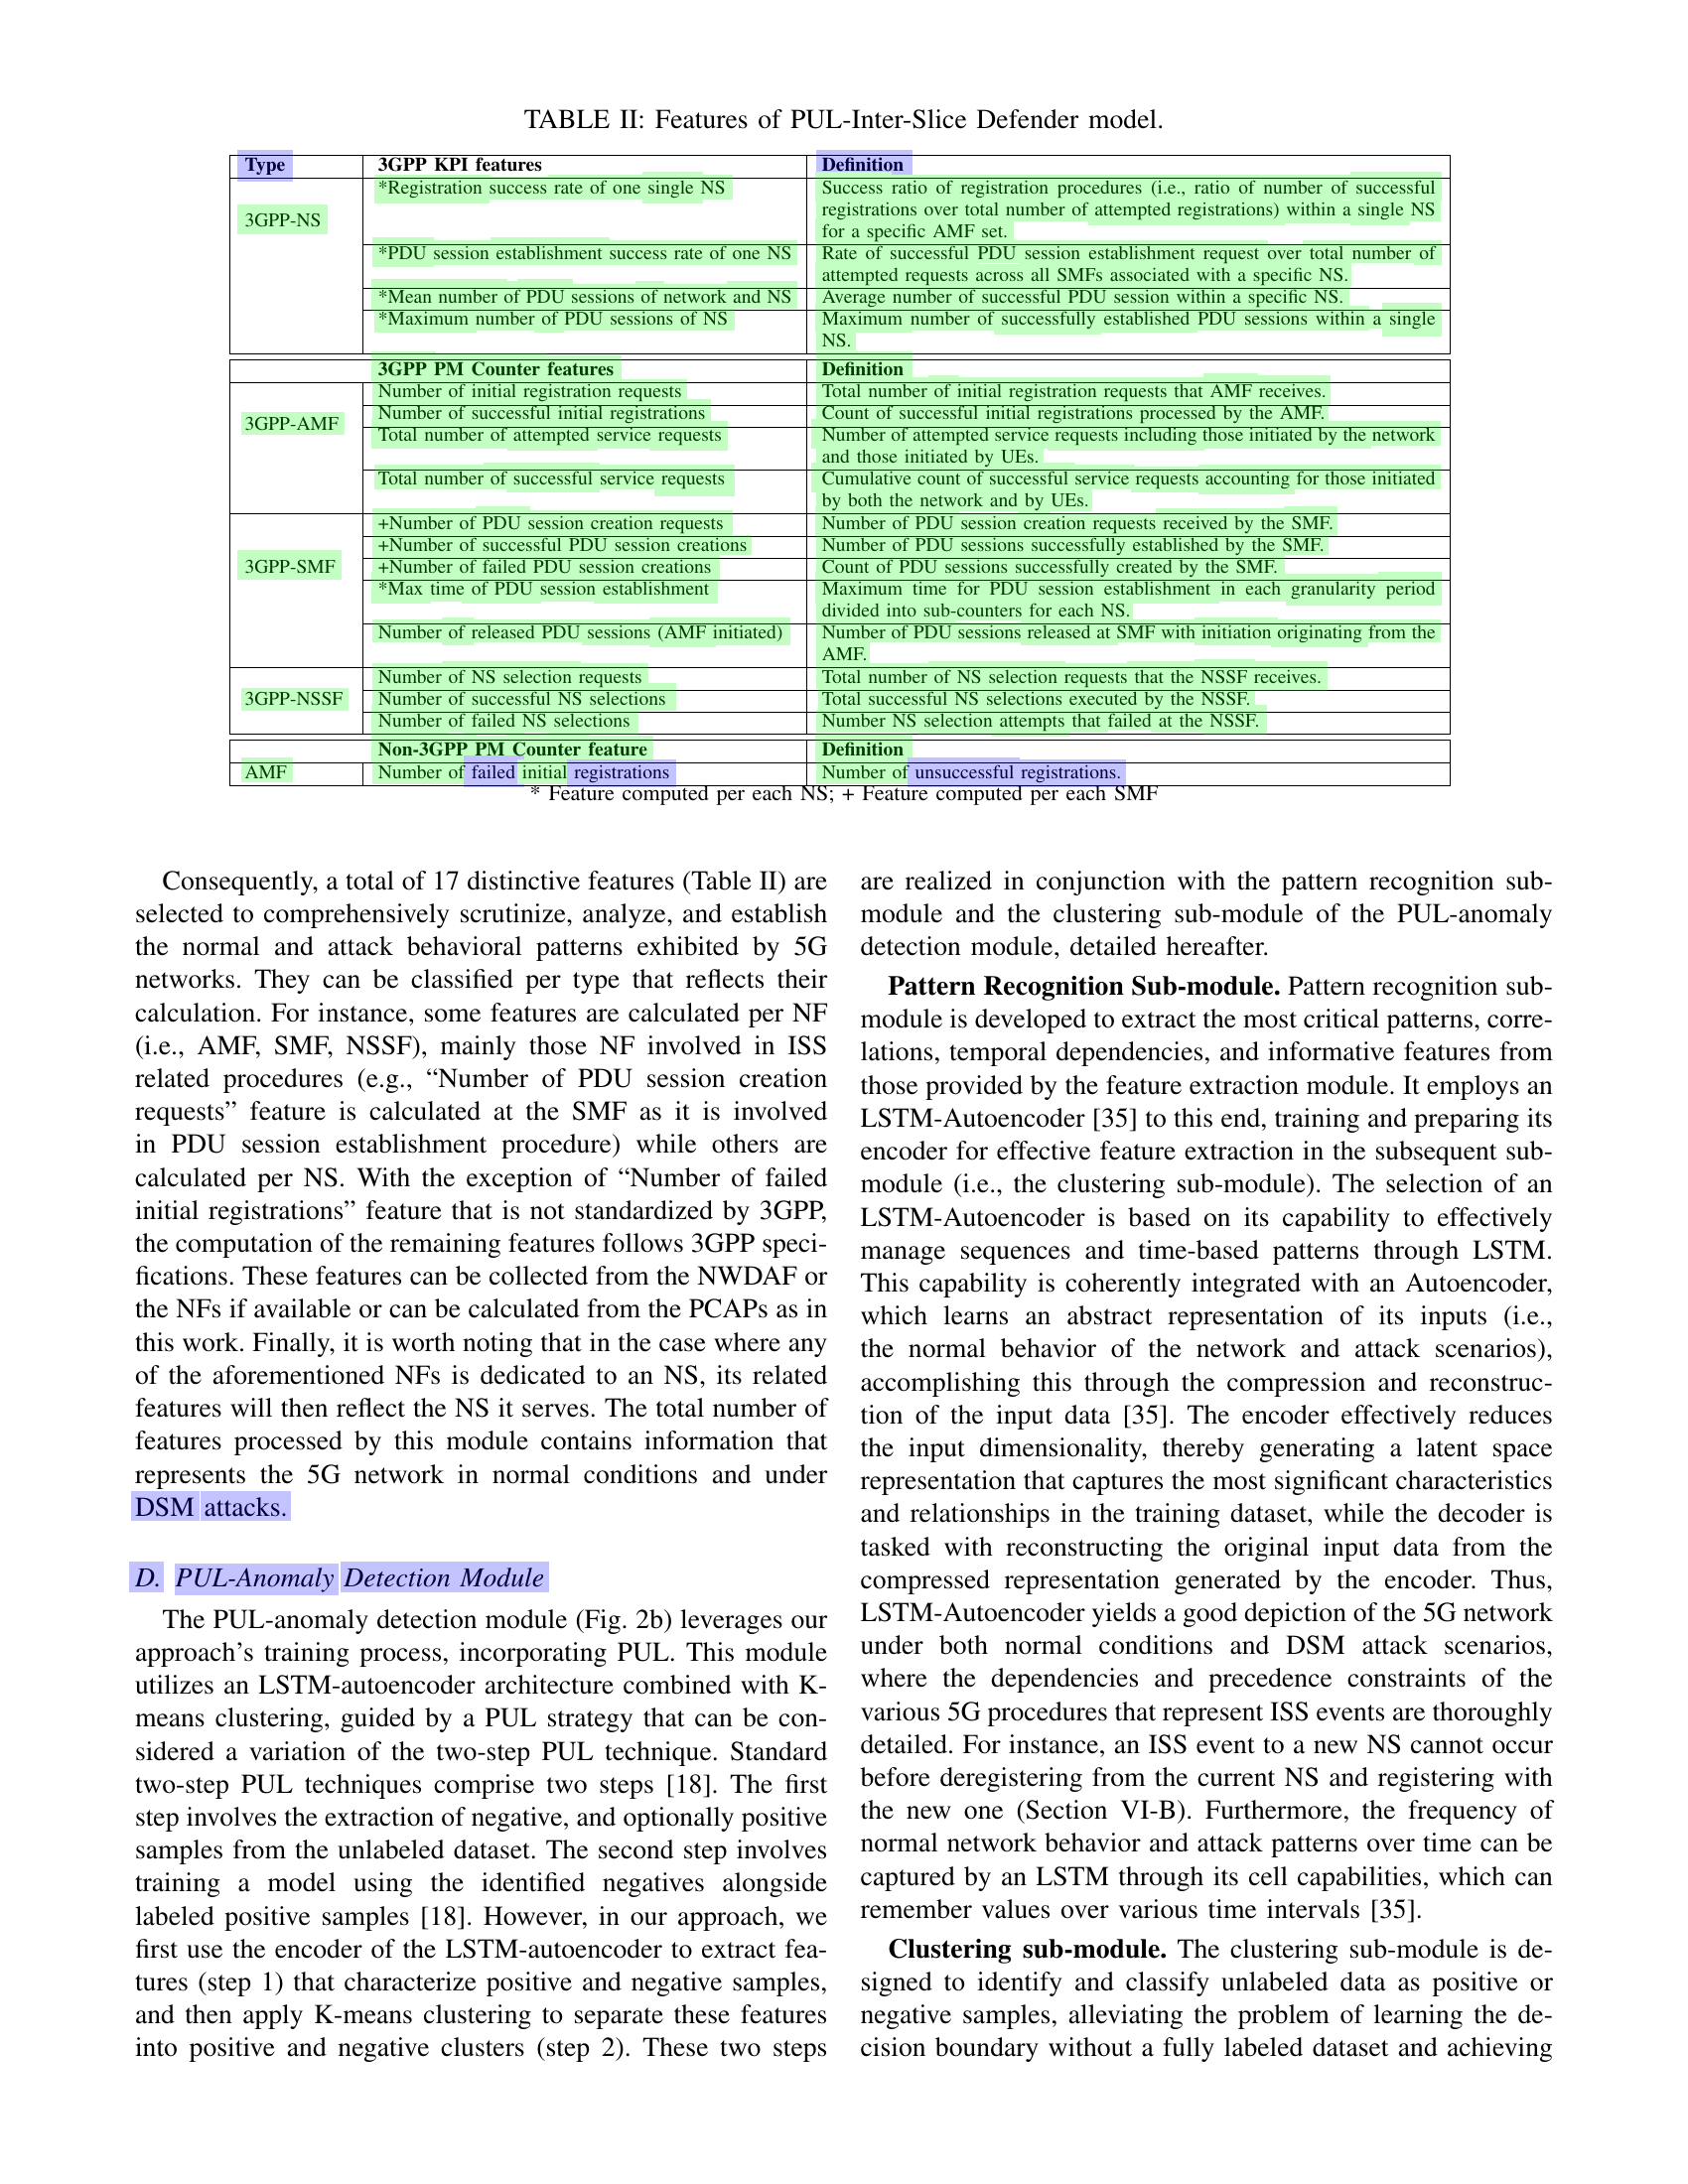 TABLE II: Features of PUL-Inter-Slice Defender model.
Type 3GPP KPI features Definition
3GPP-NS
*Registration success rate of one single NS
Success ratio of registration procedures (i.e., ratio of number of successful
registrations over total number of attempted registrations) within a single NS
for a specific AMF set.
*PDU session establishment success rate of one NS
Rate of successful PDU session establishment request over total number of
attempted requests across all SMFs associated with a specific NS.
*Mean number of PDU sessions of network and NS
Average number of successful PDU session within a specific NS.
*Maximum number of PDU sessions of NS
Maximum number of successfully established PDU sessions within a single
NS.
3GPP PM Counter features Definition
3GPP-AMF
Number of initial registration requests
Total number of initial registration requests that AMF receives.
Number of successful initial registrations
Count of successful initial registrations processed by the AMF.
Total number of attempted service requests
Number of attempted service requests including those initiated by the network
and those initiated by UEs.
Total number of successful service requests
Cumulative count of successful service requests accounting for those initiated
by both the network and by UEs.
3GPP-SMF
+Number of PDU session creation requests
Number of PDU session creation requests received by the SMF.
+Number of successful PDU session creations
Number of PDU sessions successfully established by the SMF.
+Number of failed PDU session creations
Count of PDU sessions successfully created by the SMF.
*Max time of PDU session establishment
Maximum time for PDU session establishment in each granularity period
divided into sub-counters for each NS.
Number of released PDU sessions (AMF initiated)
Number of PDU sessions released at SMF with initiation originating from the
AMF.
3GPP-NSSF
Number of NS selection requests
Total number of NS selection requests that the NSSF receives.
Number of successful NS selections
Total successful NS selections executed by the NSSF.
Number of failed NS selections
Number NS selection attempts that failed at the NSSF.
Non-3GPP PM Counter feature Definition
AMF Number of failed initial registrations Number of unsuccessful registrations.
* Feature computed per each NS; + Feature computed per each SMF
Consequently, a total of 17 distinctive features (Table II) are
selected to comprehensively scrutinize, analyze, and establish
the normal and attack behavioral patterns exhibited by 5G
networks. They can be classified per type that reflects their
calculation. For instance, some features are calculated per NF
(i.e., AMF, SMF, NSSF), mainly those NF involved in ISS
related procedures (e.g., “Number of PDU session creation
requests” feature is calculated at the SMF as it is involved
in PDU session establishment procedure) while others are
calculated per NS. With the exception of “Number of failed
initial registrations” feature that is not standardized by 3GPP,
the computation of the remaining features follows 3GPP speci-
fications. These features can be collected from the NWDAF or
the NFs if available or can be calculated from the PCAPs as in
this work. Finally, it is worth noting that in the case where any
of the aforementioned NFs is dedicated to an NS, its related
features will then reflect the NS it serves. The total number of
features processed by this module contains information that
represents the 5G network in normal conditions and under
DSM attacks.
D. PUL-Anomaly Detection Module
The PUL-anomaly detection module (Fig. 2b) leverages our
approach’s training process, incorporating PUL. This module
utilizes an LSTM-autoencoder architecture combined with K-
means clustering, guided by a PUL strategy that can be con-
sidered a variation of the two-step PUL technique. Standard
two-step PUL techniques comprise two steps [18]. The first
step involves the extraction of negative, and optionally positive
samples from the unlabeled dataset. The second step involves
training a model using the identified negatives alongside
labeled positive samples [18]. However, in our approach, we
first use the encoder of the LSTM-autoencoder to extract fea-
tures (step 1) that characterize positive and negative samples,
and then apply K-means clustering to separate these features
into positive and negative clusters (step 2). These two steps
are realized in conjunction with the pattern recognition sub-
module and the clustering sub-module of the PUL-anomaly
detection module, detailed hereafter.
Pattern Recognition Sub-module. Pattern recognition sub-
module is developed to extract the most critical patterns, corre-
lations, temporal dependencies, and informative features from
those provided by the feature extraction module. It employs an
LSTM-Autoencoder [35] to this end, training and preparing its
encoder for effective feature extraction in the subsequent sub-
module (i.e., the clustering sub-module). The selection of an
LSTM-Autoencoder is based on its capability to effectively
manage sequences and time-based patterns through LSTM.
This capability is coherently integrated with an Autoencoder,
which learns an abstract representation of its inputs (i.e.,
the normal behavior of the network and attack scenarios),
accomplishing this through the compression and reconstruc-
tion of the input data [35]. The encoder effectively reduces
the input dimensionality, thereby generating a latent space
representation that captures the most significant characteristics
and relationships in the training dataset, while the decoder is
tasked with reconstructing the original input data from the
compressed representation generated by the encoder. Thus,
LSTM-Autoencoder yields a good depiction of the 5G network
under both normal conditions and DSM attack scenarios,
where the dependencies and precedence constraints of the
various 5G procedures that represent ISS events are thoroughly
detailed. For instance, an ISS event to a new NS cannot occur
before deregistering from the current NS and registering with
the new one (Section VI-B). Furthermore, the frequency of
normal network behavior and attack patterns over time can be
captured by an LSTM through its cell capabilities, which can
remember values over various time intervals [35].
Clustering sub-module. The clustering sub-module is de-
signed to identify and classify unlabeled data as positive or
negative samples, alleviating the problem of learning the de-
cision boundary without a fully labeled dataset and achieving